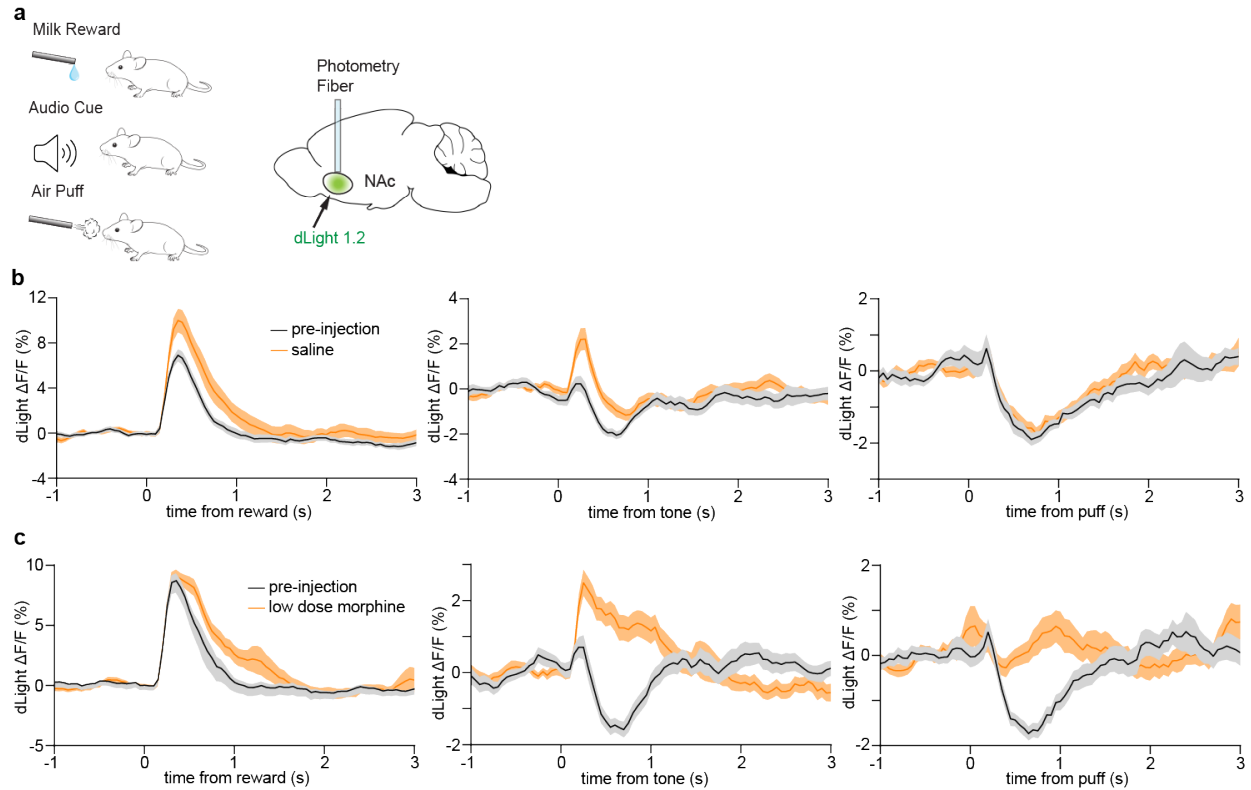 a
Milk Reward
Audio Cue
Air Puff
Photometry
Fiber
NAc
dLight 1.2
b
dLight ΔF/F (%)
12
8
4
0
-4
-1 0 1 2 3
time from reward (s)
pre-injection
saline
dLight ΔF/F (%)
4
2
0
-2
-4
-1 0 1 2 3
time from tone (s)
dLight ΔF/F (%)
2
0
-2
-1 0 1 2 3
time from puff (s)
c
dLight ΔF/F (%)
10
5
0
-5
-1 0 1 2 3
time from reward (s)
pre-injection
low dose morphine
dLight ΔF/F (%)
2
0
-2
-1 0 1 2 3
time from tone (s)
dLight ΔF/F (%)
2
0
-2
-1 0 1 2 3
time from puff (s)